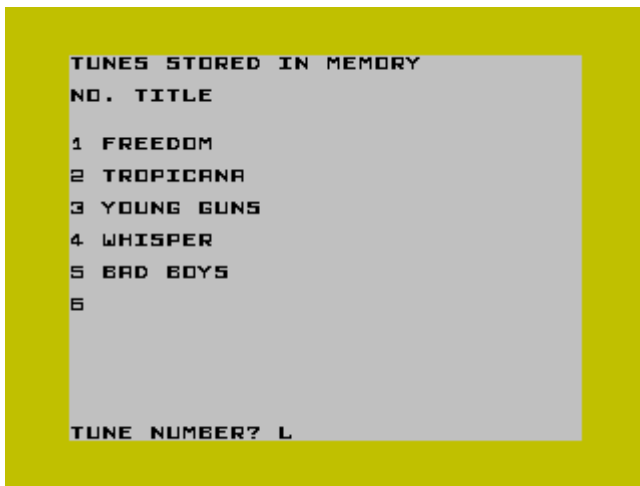 TUNES STORED IN MEMORY
NO. TITLE
1 FREEDOM
2 TROPICANA
3 YOUNG GUNS
4 WHISPER
5 BAD BOYS
6
TUNE NUMBER? L